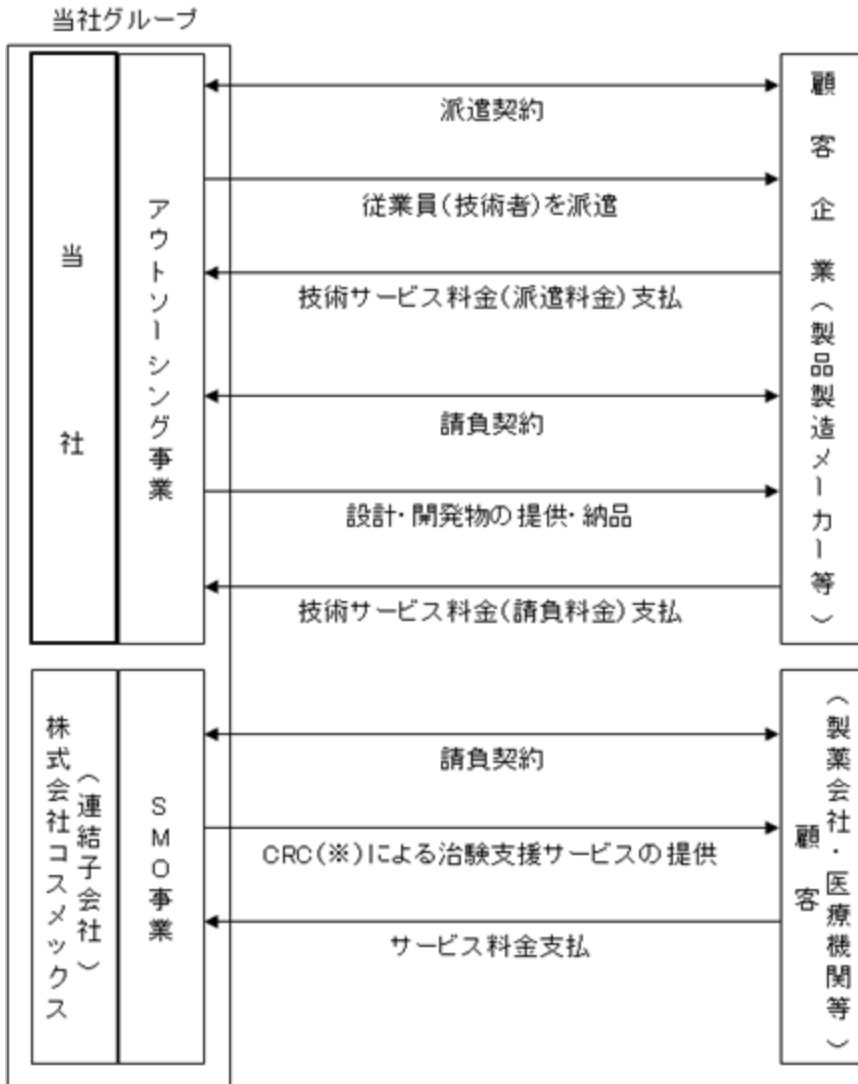 当社グループ
当社
アウトソーシング事業
派遣契約
従業員(技術者)を派遣
技術サービス料金(派遣料金)支払
請負契約
設計・開発物の提供・納品
技術サービス料金(請負料金)支払
顧客企業(製品製造メーカー等)
株式会社コスメックス
(連結子会社)
SMO事業
請負契約
CRC(※)による治験支援サービスの提供
サービス料金支払
顧客
(製薬会社・医療機関等)